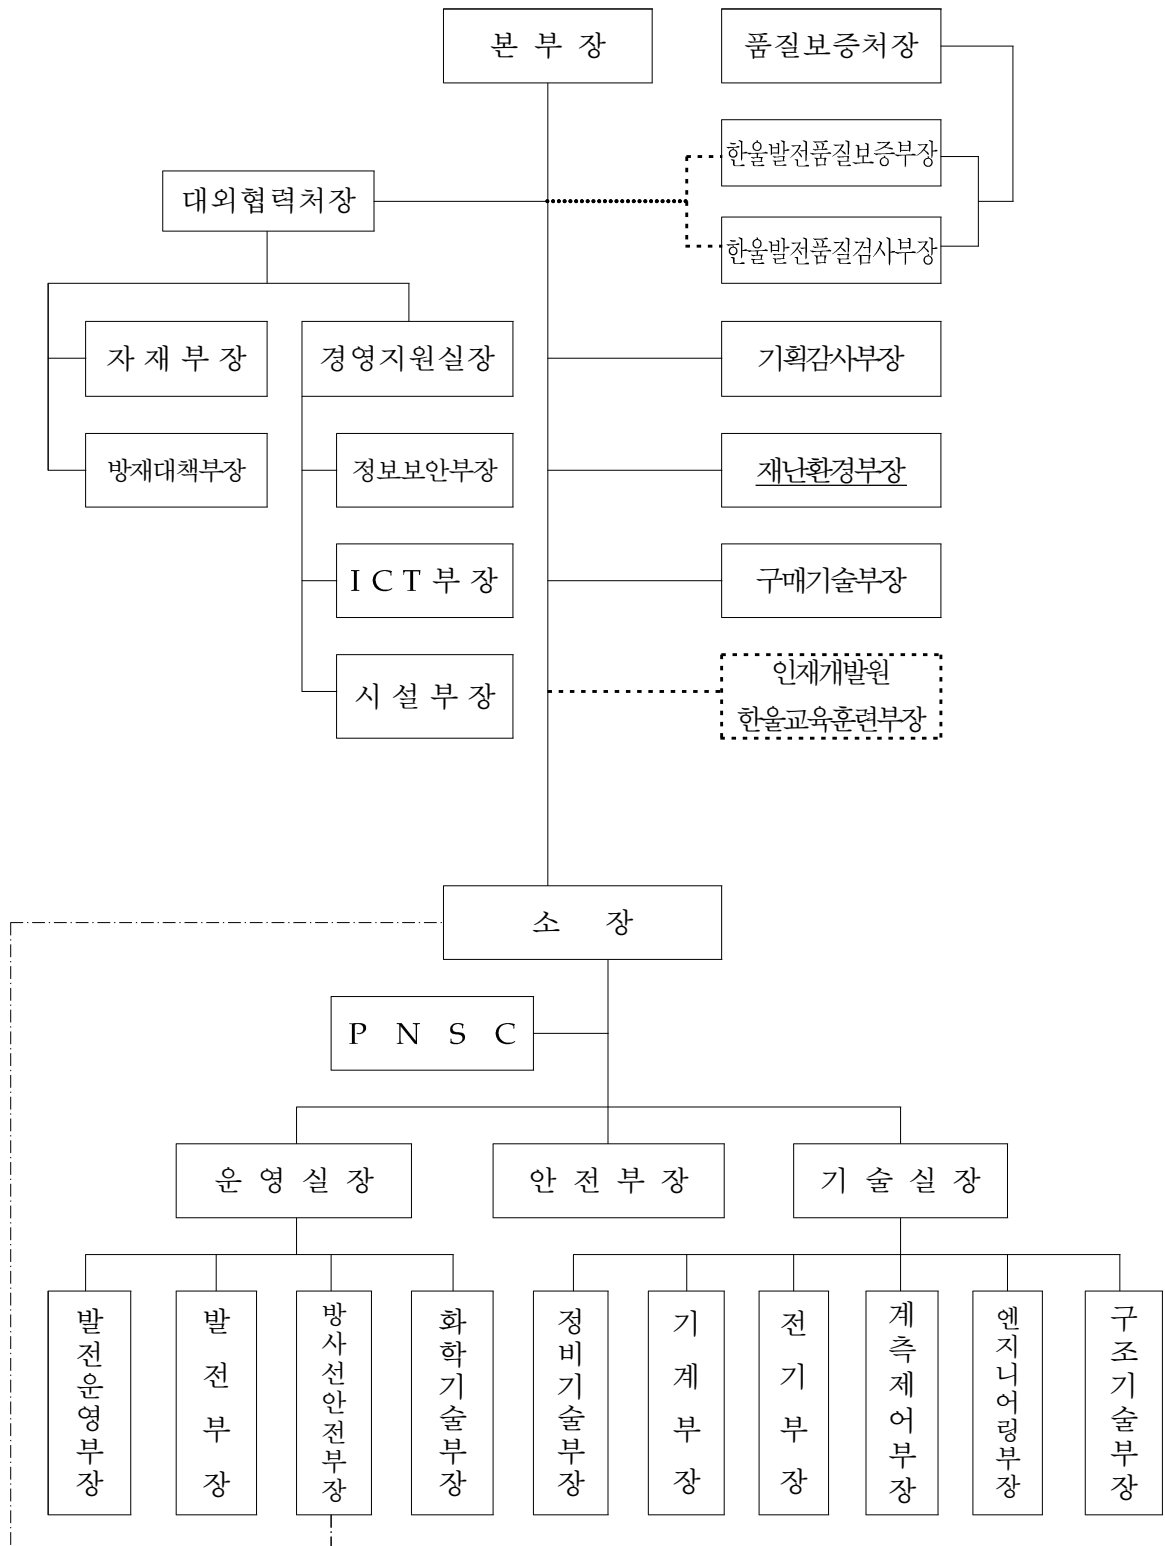 본 부 장
품질보증처장
한울발전품질보증부장
대외협력처장
한울발전품질검사부장
자 재 부 장
경영지원실장
기획감사부장
방재대책부장
정보보안부장
재난환경부장
I C T 부 장
구매기술부장
시 설 부 장
인재개발원
한울교육훈련부장
소 장
P N S C
운 영 실 장
안 전 부 장
기 술 실 장
발전운영부장
발전부장
방사선안전부장
화학기술부장
정비기술부장
기계부장
전기부장
계측제어부장
엔지니어링부장
구조기술부장